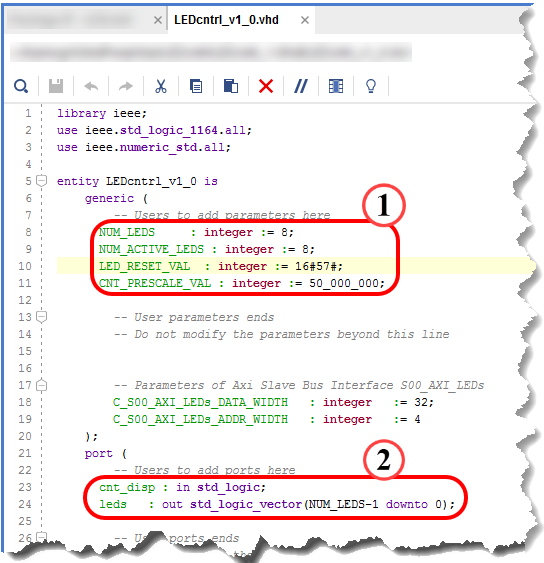 LEDcntrl_v1_0.vhd
1 library ieee;
2 use ieee.std_logic_1164.all;
3 use ieee.numeric_std.all;
4
5 entity LEDcntrl_v1_0 is
6 generic (
7 -- Users to add parameters here
1
8 NUM_LEDS : integer := 8;
9 NUM_ACTIVE_LEDS : integer := 8;
10 LED_RESET_VAL : integer := 16#57#;
11 CNT_PRESCALE_VAL : integer := 50_000_000;
12
13 -- User parameters ends
14 -- Do not modify the parameters beyond this line
15
16
17 -- Parameters of Axi Slave Bus Interface S00_AXI_LEDs
18 C_S00_AXI_LEDs_DATA_WIDTH : integer := 32;
19 C_S00_AXI_LEDs_ADDR_WIDTH : integer := 4
20 );
21 port (
22 -- Users to add ports here
2
23 cnt_disp : in std_logic;
24 leds : out std_logic_vector(NUM_LEDS-1 downto 0);
25
26 -- User ports ends